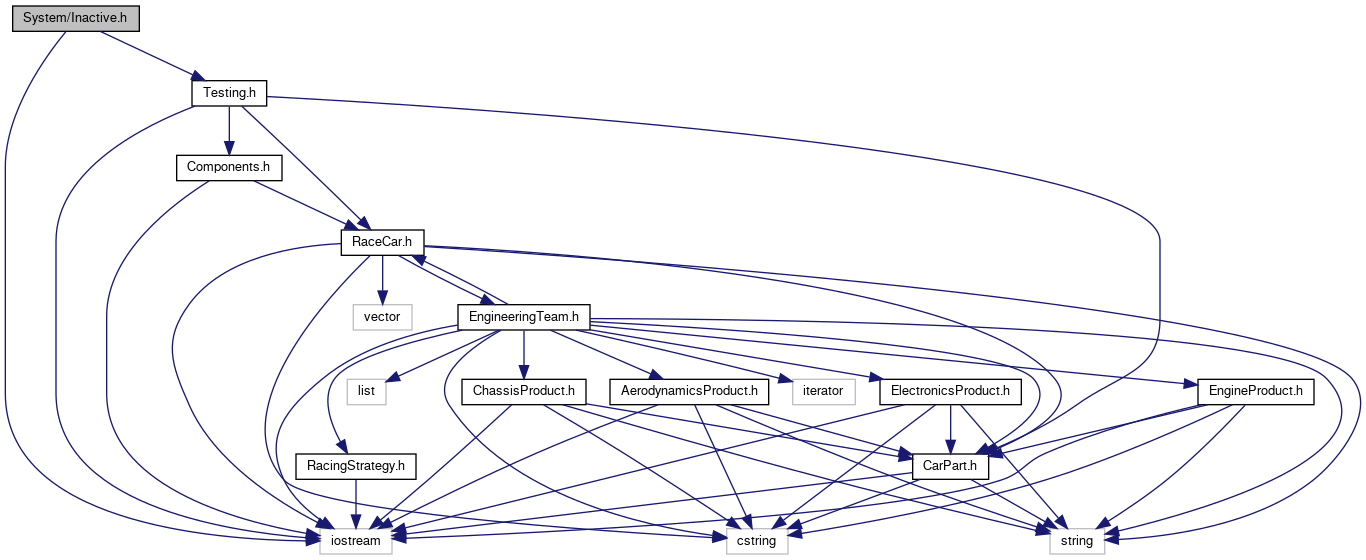 System/Inactive.h
Testing.h
Components.h
RaceCar.h
vector
EngineeringTeam.h
list
ChassisProduct.h
AerodynamicsProduct.h
iterator
ElectronicsProduct.h
EngineProduct.h
RacingStrategy.h
CarPart.h
iostream
cstring
string